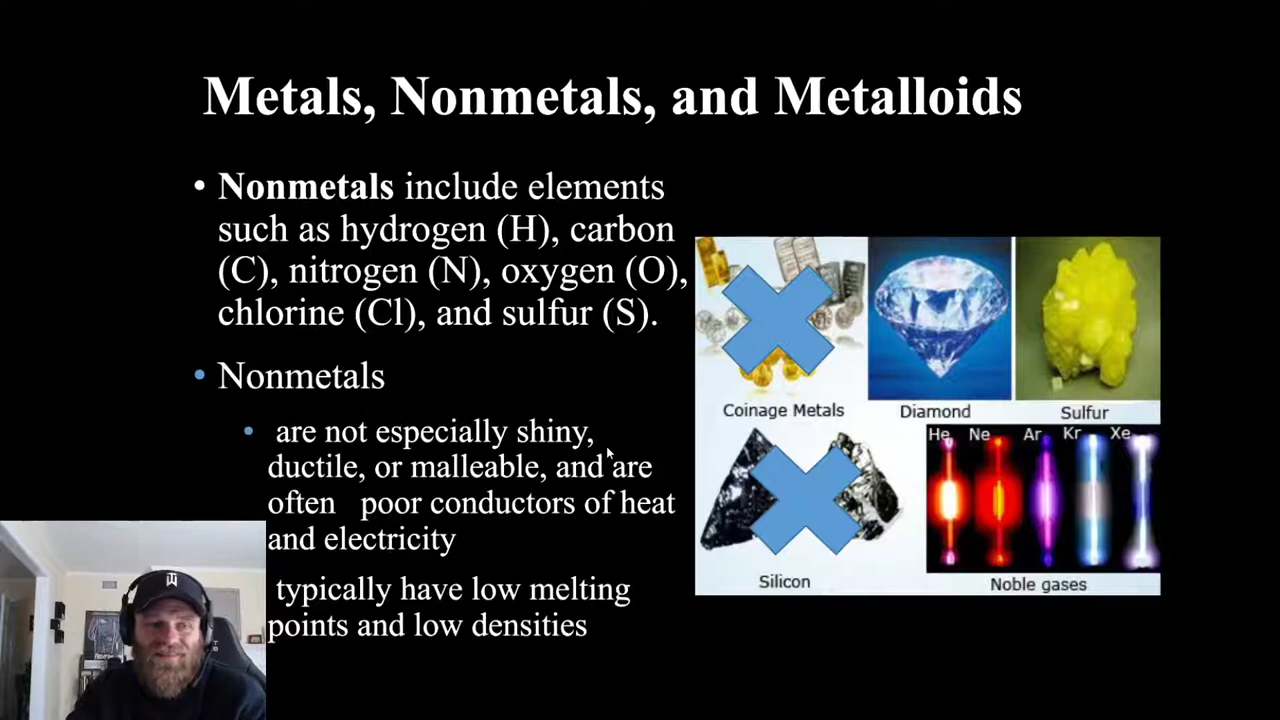 Metals, Nonmetals, and Metalloids
• Nonmetals include elements
such as hydrogen (H), carbon
(C), nitrogen (N), oxygen (O),
chlorine (Cl), and sulfur (S).
• Nonmetals
• are not especially shiny,
ductile, or malleable, and are
often poor conductors of heat
and electricity
typically have low melting
points and low densities
Coinage Metals
Diamond
Sulfur
He Ne Ar Kr Xe
Silicon
Noble gases